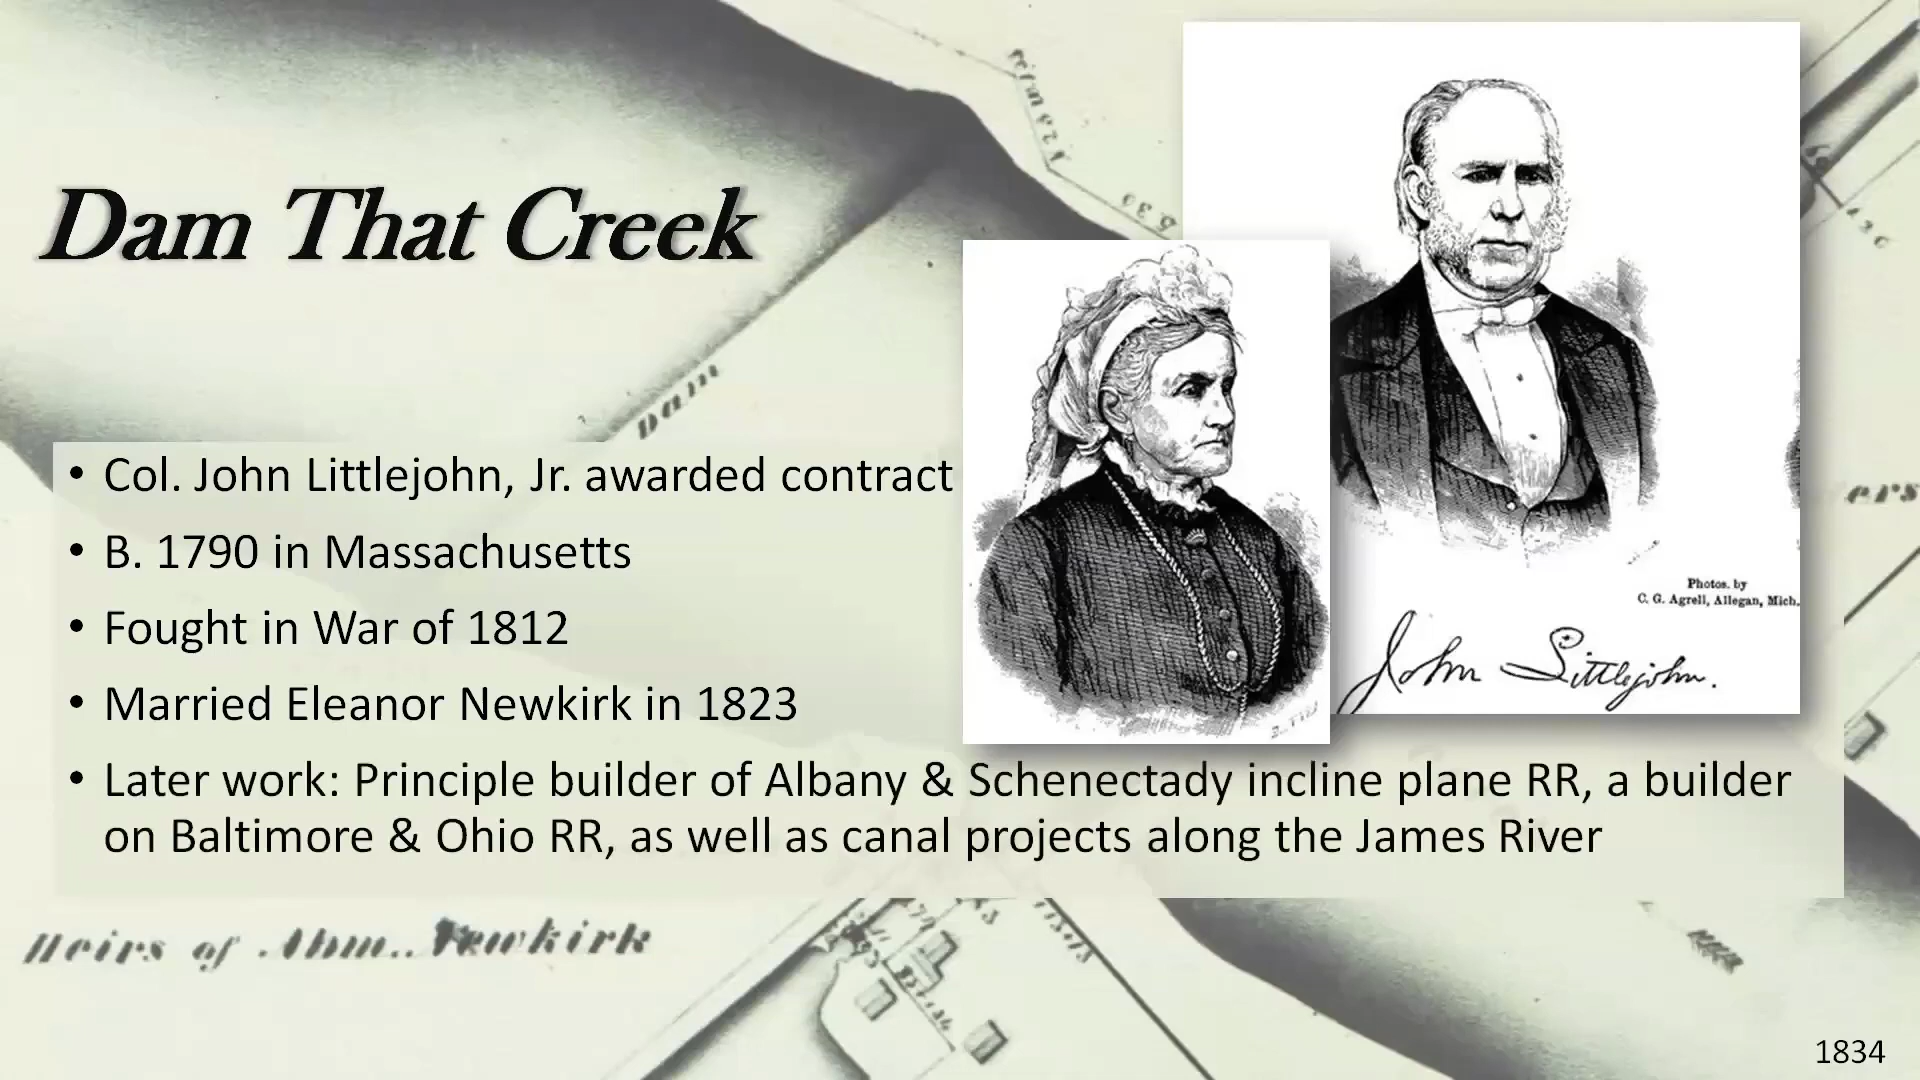 Dam That Creek
Dam
• Col. John Littlejohn, Jr. awarded contract
• B. 1790 in Massachusetts
• Fought in War of 1812
• Married Eleanor Newkirk in 1823
• Later work: Principle builder of Albany & Schenectady incline plane RR, a builder
on Baltimore & Ohio RR, as well as canal projects along the James River
Photos. by
C. G. Agrell, Allegan, Mich.
John Littlejohn.
Heirs of Abm. Newkirk
1834